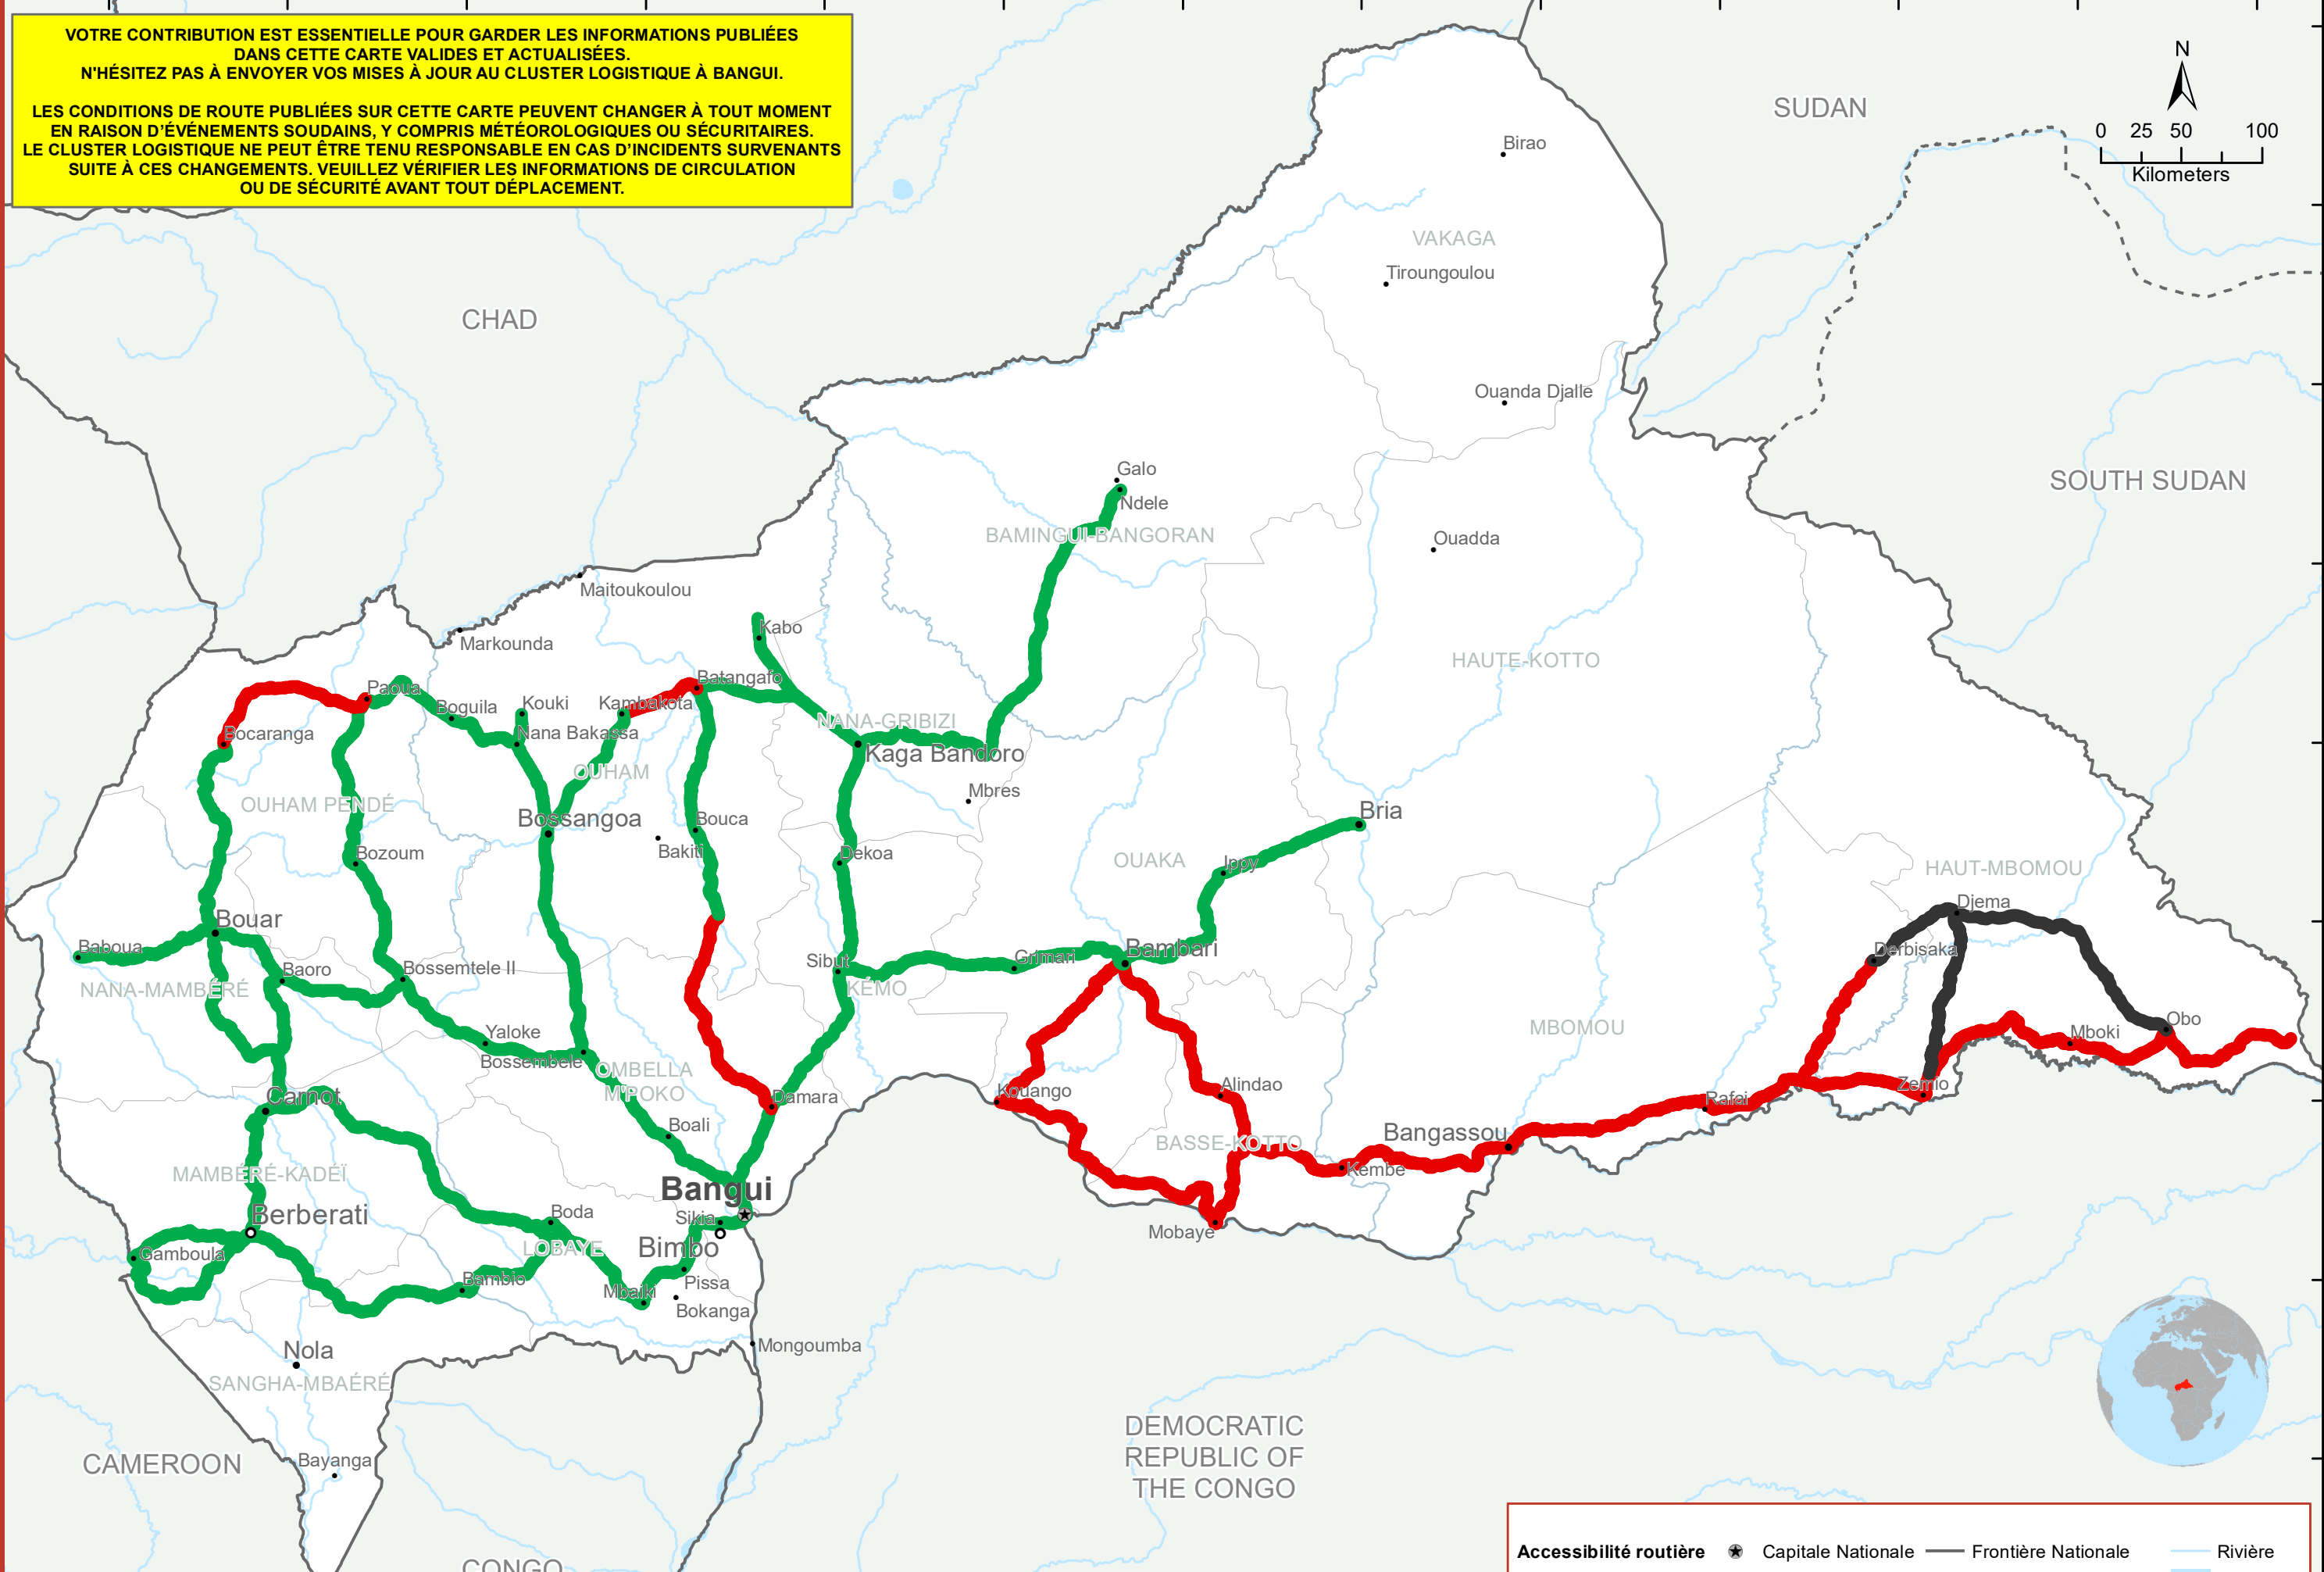 VOTRE CONTRIBUTION EST ESSENTIELLE POUR GARDER LES INFORMATIONS PUBLIÉES
DANS CETTE CARTE VALIDES ET ACTUALISÉES.
N'HÉSITEZ PAS À ENVOYER VOS MISES À JOUR AU CLUSTER LOGISTIQUE À BANGUI.
LES CONDITIONS DE ROUTE PUBLIÉES SUR CETTE CARTE PEUVENT CHANGER À TOUT MOMENT
EN RAISON D'ÉVÉNEMENTS SOUDAINS, Y COMPRIS MÉTÉOROLOGIQUES OU SÉCURITAIRES.
LE CLUSTER LOGISTIQUE NE PEUT ÊTRE TENU RESPONSABLE EN CAS D'INCIDENTS SURVENANTS
SUITE À CES CHANGEMENTS. VEUILLEZ VÉRIFIER LES INFORMATIONS DE CIRCULATION
OU DE SÉCURITÉ AVANT TOUT DÉPLACEMENT.
N
0 25 50 100
Kilometers
SUDAN
Birao
VAKAGA
Tiroungoulou
CHAD
Ouanda Djalle
Galo
Ndele
SOUTH SUDAN
BAMINGUI-BANGORAN
Ouadda
Maitoukoulou
Markounda
Kabo
HAUTE-KOTTO
Paoua
Batangafo
Boguila
Kouki
Kambakota
NANA-GRIBIZI
Bocaranga
Nana Bakassa
Kaga Bandoro
OUHAM
Mbres
OUHAM PENDÉ
Bossangoa
Bouca
Bria
Bakiti
Bozoum
Dekoa
OUAKA
Ippy
HAUT-MBOMOU
Djema
Bouar
Baboua
Bambari
Derbisaka
Baoro
Bossemtele II
Sibut
Grimari
NANA-MAMBÉRÉ
KÉMO
Yaloke
MBOMOU
Obo
Mboki
Bossembele
OMBELLA
M'POKO
Kouango
Alindao
Zemio
Carnot
Damara
Rafai
Boali
BASSE-KOTTO
Bangassou
MAMBÉRÉ-KADÉÏ
Kembe
Bangui
Berberati
Boda
Sikia
Mobaye
Gamboula
LOBAYE
Bimbo
Bambio
Mbaiki
Pissa
Bokanga
Nola
Mongoumba
SANGHA-MBAÉRÉ
DEMOCRATIC
REPUBLIC OF
THE CONGO
CAMEROON
Bayanga
CONGO
Accessibilité routière Capitale Nationale Frontière Nationale Rivière